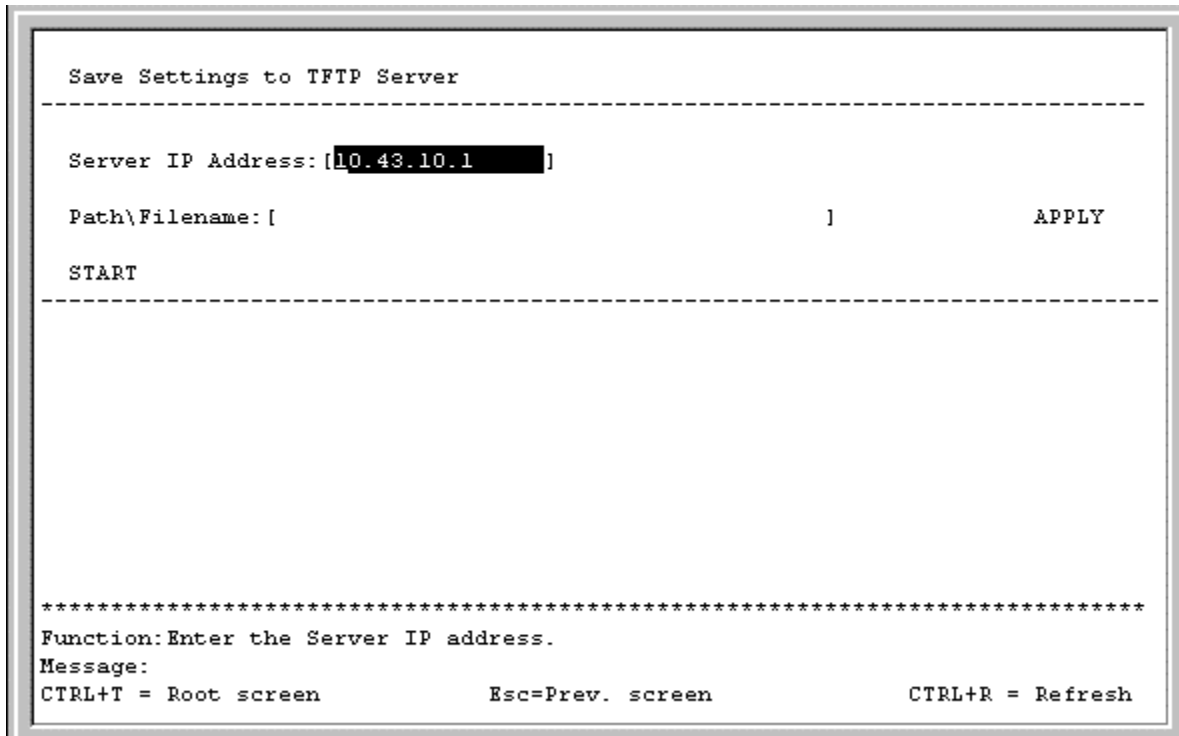 Save Settings to TFTP Server
--------------------------------------------------------------------------------
Server IP Address:[10.43.10.1     ]
Path\Filename:[                                        ]               APPLY
START
--------------------------------------------------------------------------------
********************************************************************************
Function:Enter the Server IP address.
Message:
CTRL+T = Root screen            Esc=Prev. screen              CTRL+R = Refresh